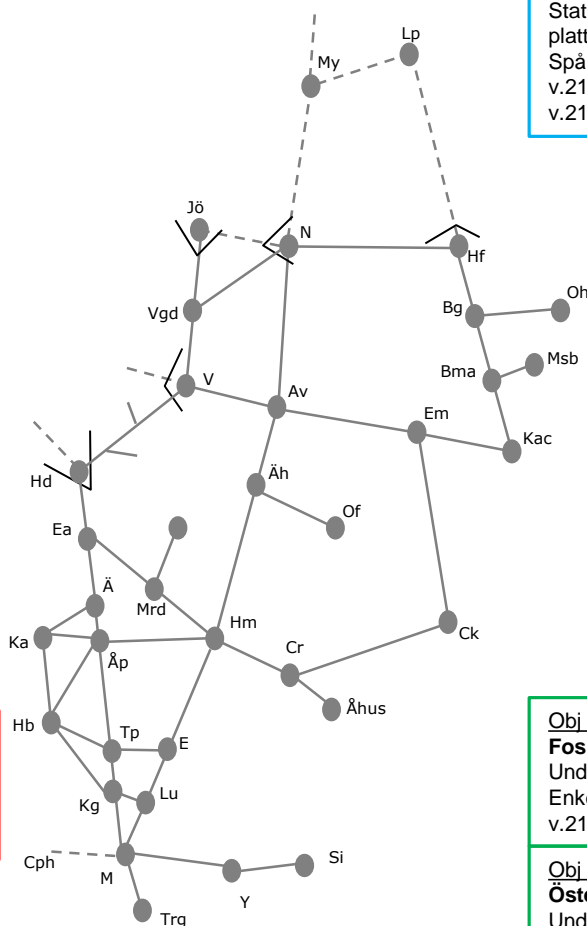 Stat
platt
Spå
v.21
v.21
Lp
My
Jö
N
Hf
Vgd
Bg
Oh
Msb
Bma
V
Av
Em
Kac
Hd
Äh
Of
Ea
Ä
Mrd
Hm
Ka
Åp
Cr
Ck
Åhus
Hb
Tp
E
Kg
Lu
Cph
M
Y
Si
Trg
Obj
Fos
Und
Enk
v.21
Obj
Öste
Und